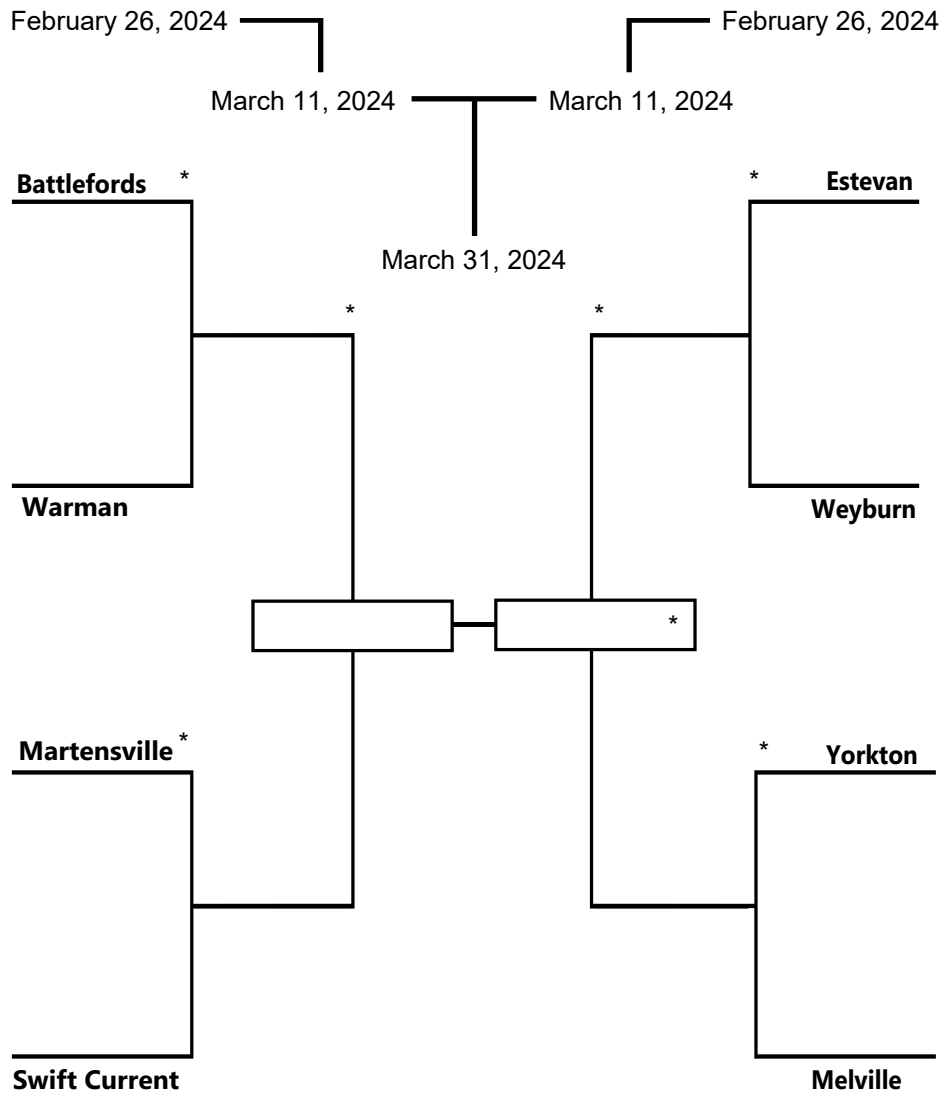 February 26, 2024
February 26, 2024
March 11, 2024
March 11, 2024
March 31, 2024
Battlefords *
* Estevan
*
*
Warman
Weyburn
*
Martensville *
* Yorkton
Swift Current
Melville